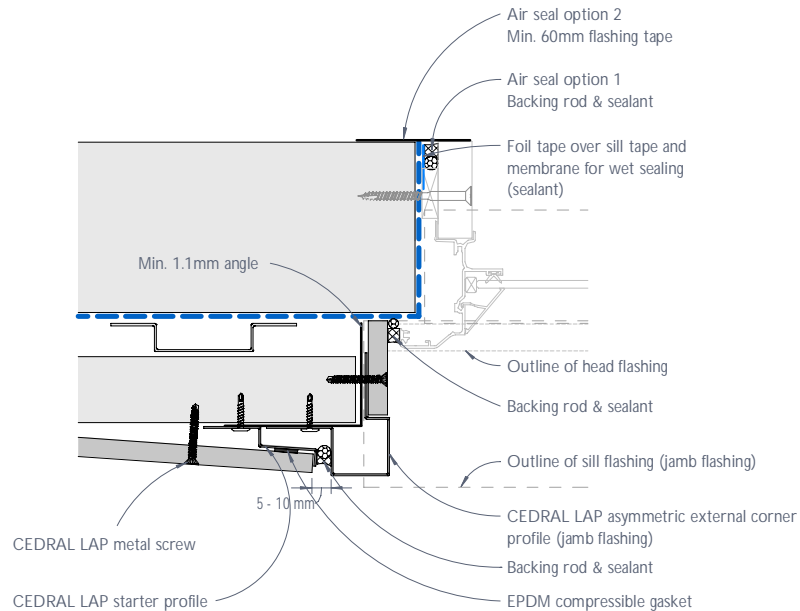 Air seal option 2
Min. 60mm flashing tape
Air seal option 1
Backing rod & sealant
Foil tape over sill tape and
membrane for wet sealing
(sealant)
Min. 1.1mm angle
Outline of head flashing
Backing rod & sealant
Outline of sill flashing (jamb flashing)
5 - 10 mm
CEDRAL LAP asymmetric external corner
profile (jamb flashing)
CEDRAL LAP metal screw
Backing rod & sealant
CEDRAL LAP starter profile
EPDM compressible gasket